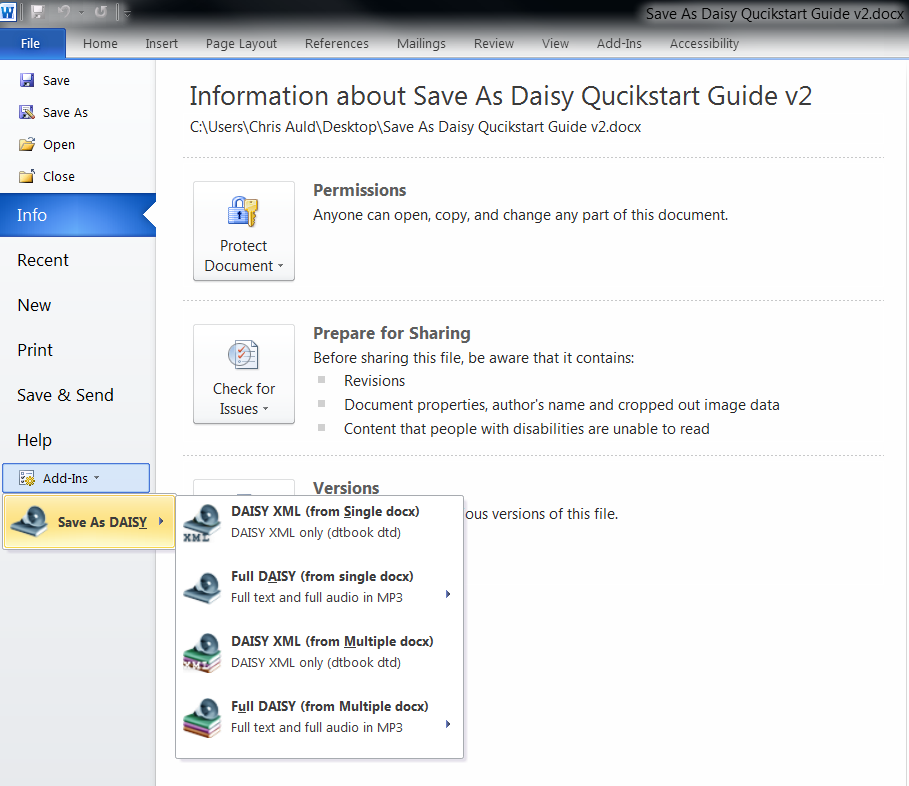 Save As Daisy Qucikstart Guide v2.docx
File Home Insert Page Layout References Mailings Review View Add-Ins Accessibility
Save
Save As
Open
Close
Info
Recent
New
Print
Save & Send
Help
Add-Ins
Save As DAISY
Information about Save As Daisy Qucikstart Guide v2
C:\Users\Chris Auld\Desktop\Save As Daisy Qucikstart Guide v2.docx
Protect
Document
Permissions
Anyone can open, copy, and change any part of this document.
Check for
Issues
Prepare for Sharing
Before sharing this file, be aware that it contains:
Revisions
Document properties, author's name and cropped out image data
Content that people with disabilities are unable to read
Versions
ous versions of this file.
XML
DAISY XML (from Single docx)
DAISY XML only (dtbook dtd)
Full DAISY (from single docx)
Full text and full audio in MP3
XML
DAISY XML (from Multiple docx)
DAISY XML only (dtbook dtd)
Full DAISY (from Multiple docx)
Full text and full audio in MP3